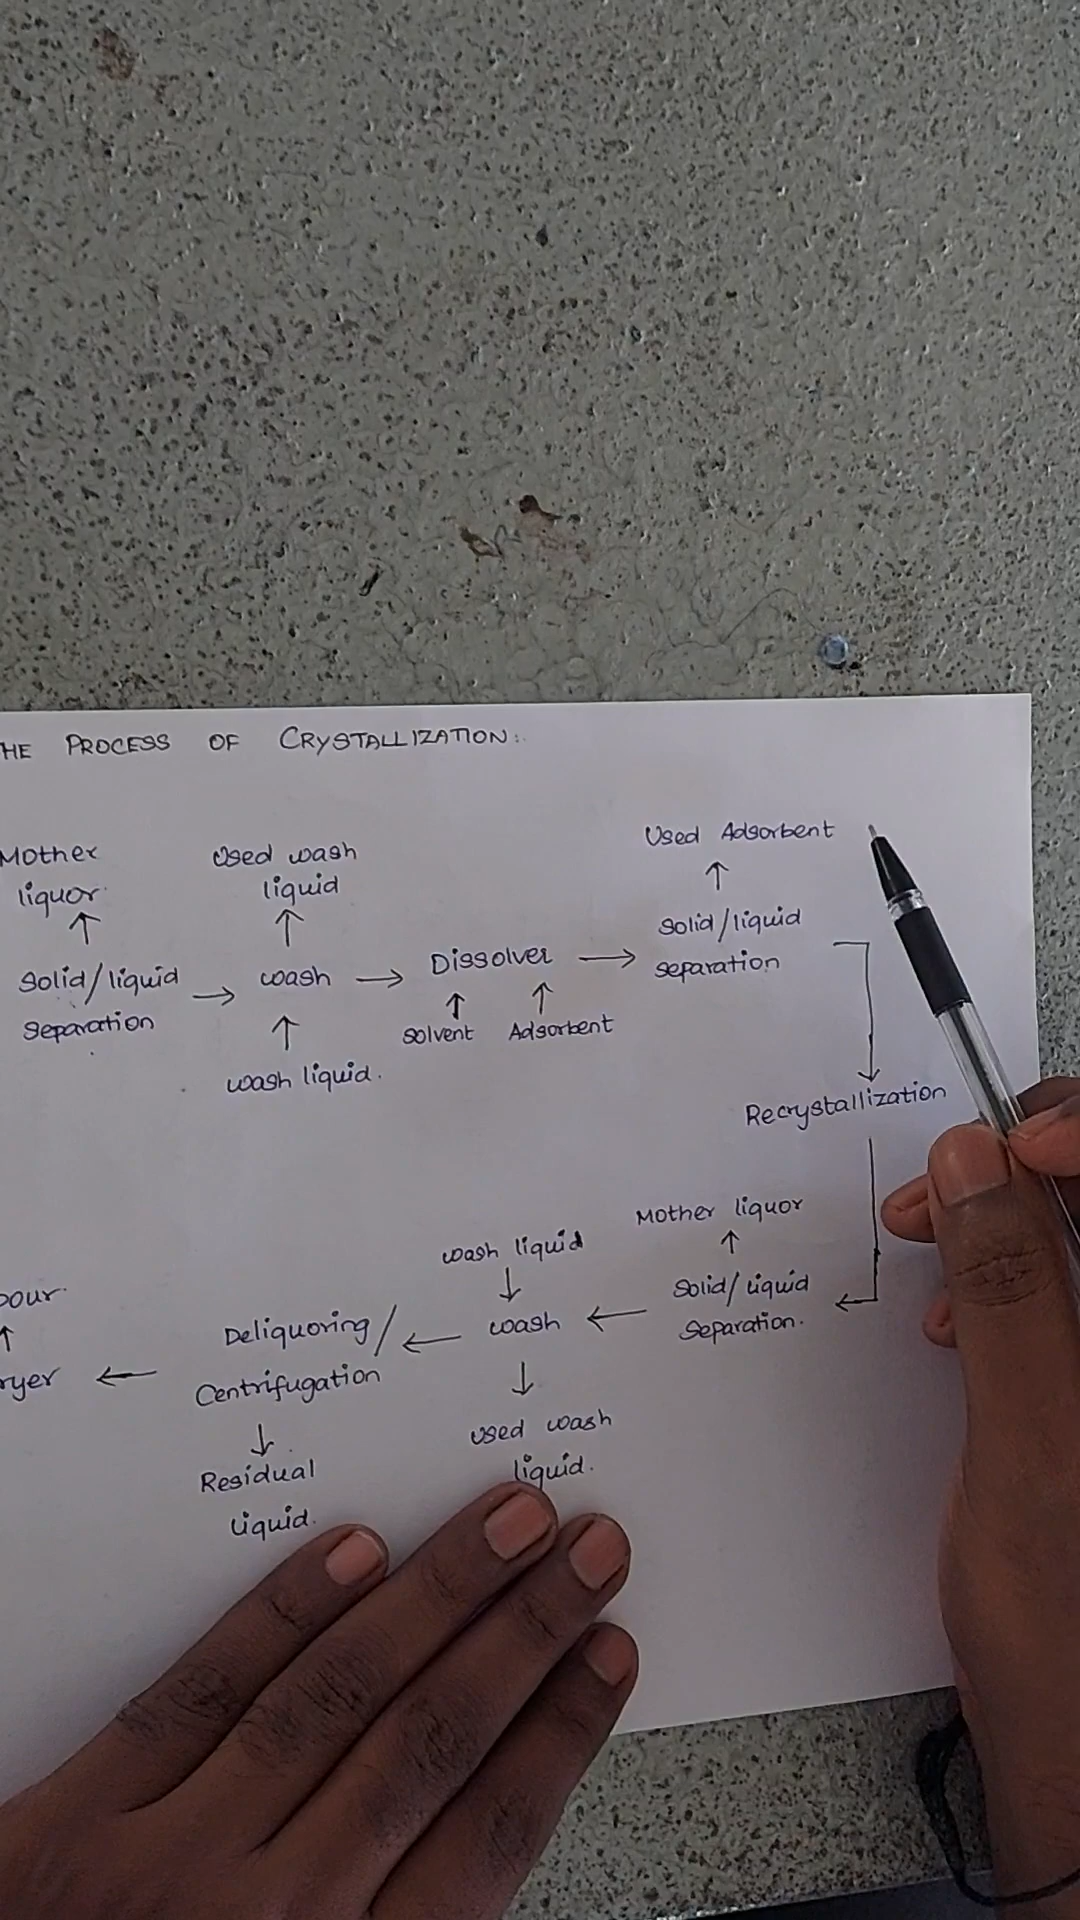 HE PROCESS OF CRYSTALLIZATION:
Mother
liquor
Used wash
liquid
Used Adsorbent
Solid/liquid
Separation
wash
Dissolver
Solid/liquid
separation
wash liquid.
Solvent
Adsorbent
Recrystallization
Mother liquor
Solid/Liquid
Separation.
wash liquid
wash
Used wash
liquid.
Deliquoring/
Centrifugation
Residual
Liquid.
pour
ryer